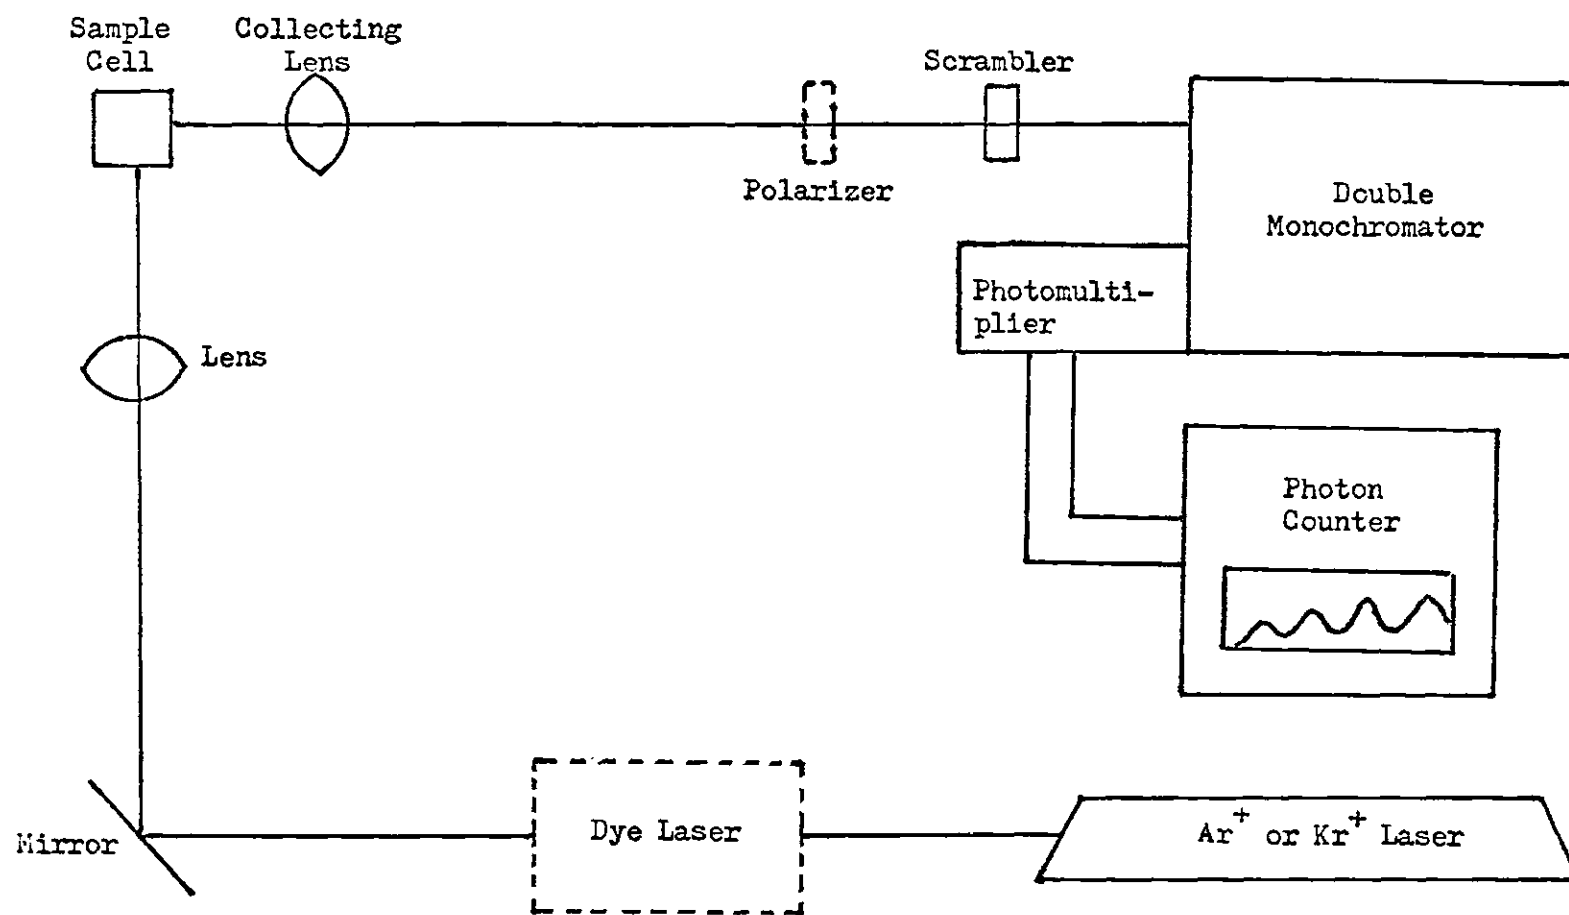 Sample
Cell
Collecting
Lens
Scrambler
Polarizer
Double
Monochromator
Photomulti-
plier
Lens
Photon
Counter
Mirror
Dye Laser
Ar+ or Kr+ Laser